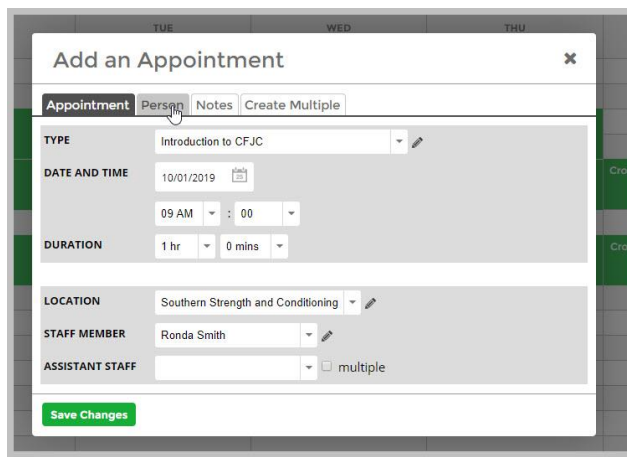 TUE WED THU
Add an Appointment
Appointment Person Notes Create Multiple
TYPE Introduction to CFJC
DATE AND TIME 10/01/2019
09 AM : 00
DURATION 1 hr 0 mins
Cro
Cro
LOCATION Southern Strength and Conditioning
STAFF MEMBER Ronda Smith
ASSISTANT STAFF multiple
Save Changes